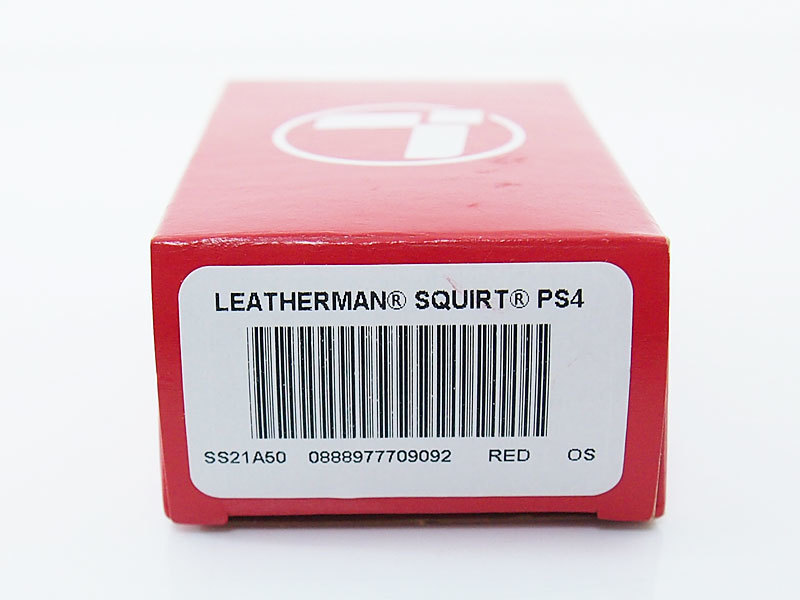 LEATHERMAN® SQUIRT® PS4
SS21A50 0888977709092 RED OS